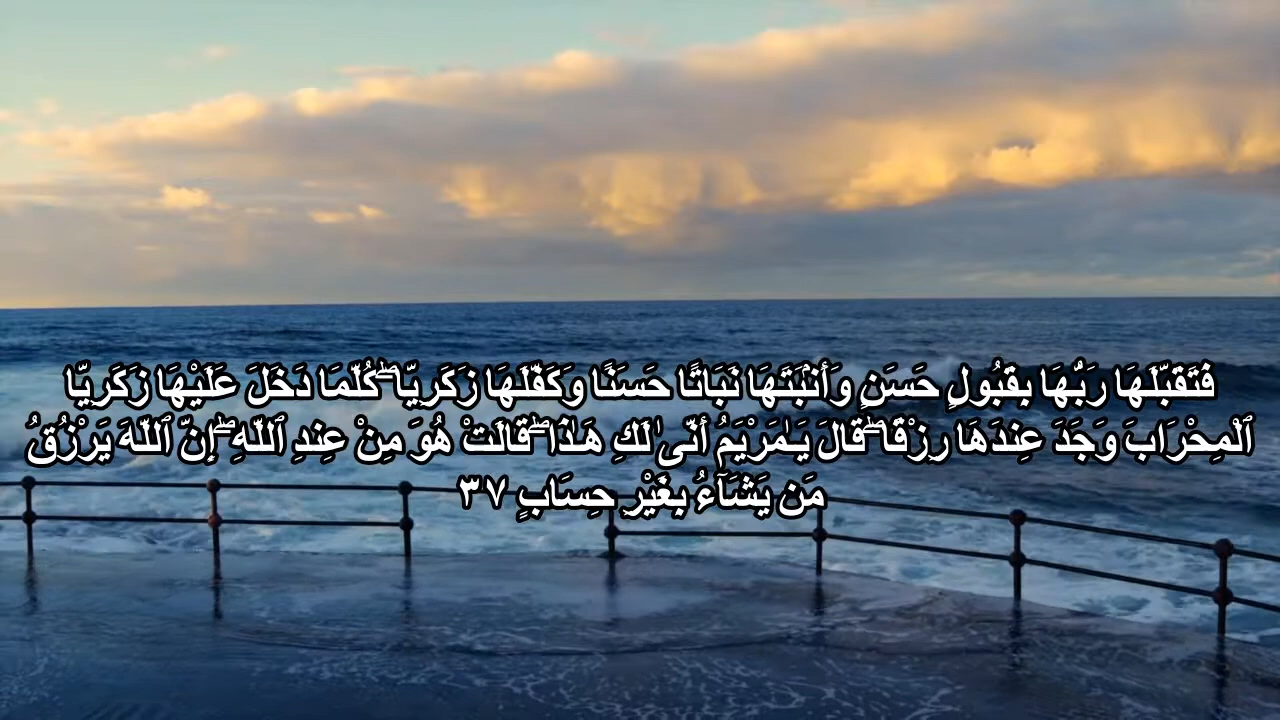 فَتَقَبَّلَهَا رَبُّهَا بِقَبُولٍ حَسَنٍ وَأَنۢبَتَهَا نَبَاتًا حَسَنًا وَكَفَّلَهَا زَكَرِيَّا ۖ كُلَّمَا دَخَلَ عَلَيْهَا زَكَرِيَّا
ٱلْمِحْرَابَ وَجَدَ عِندَهَا رِزْقًا ۖ قَالَ يَـٰمَرْيَمُ أَنَّىٰ لَكِ هَـٰذَا ۖ قَالَتْ هُوَ مِنْ عِندِ ٱللَّهِ ۖ إِنَّ ٱللَّهَ يَرْزُقُ
مَن يَشَآءُ بِغَيْرِ حِسَابٍ ٣٧